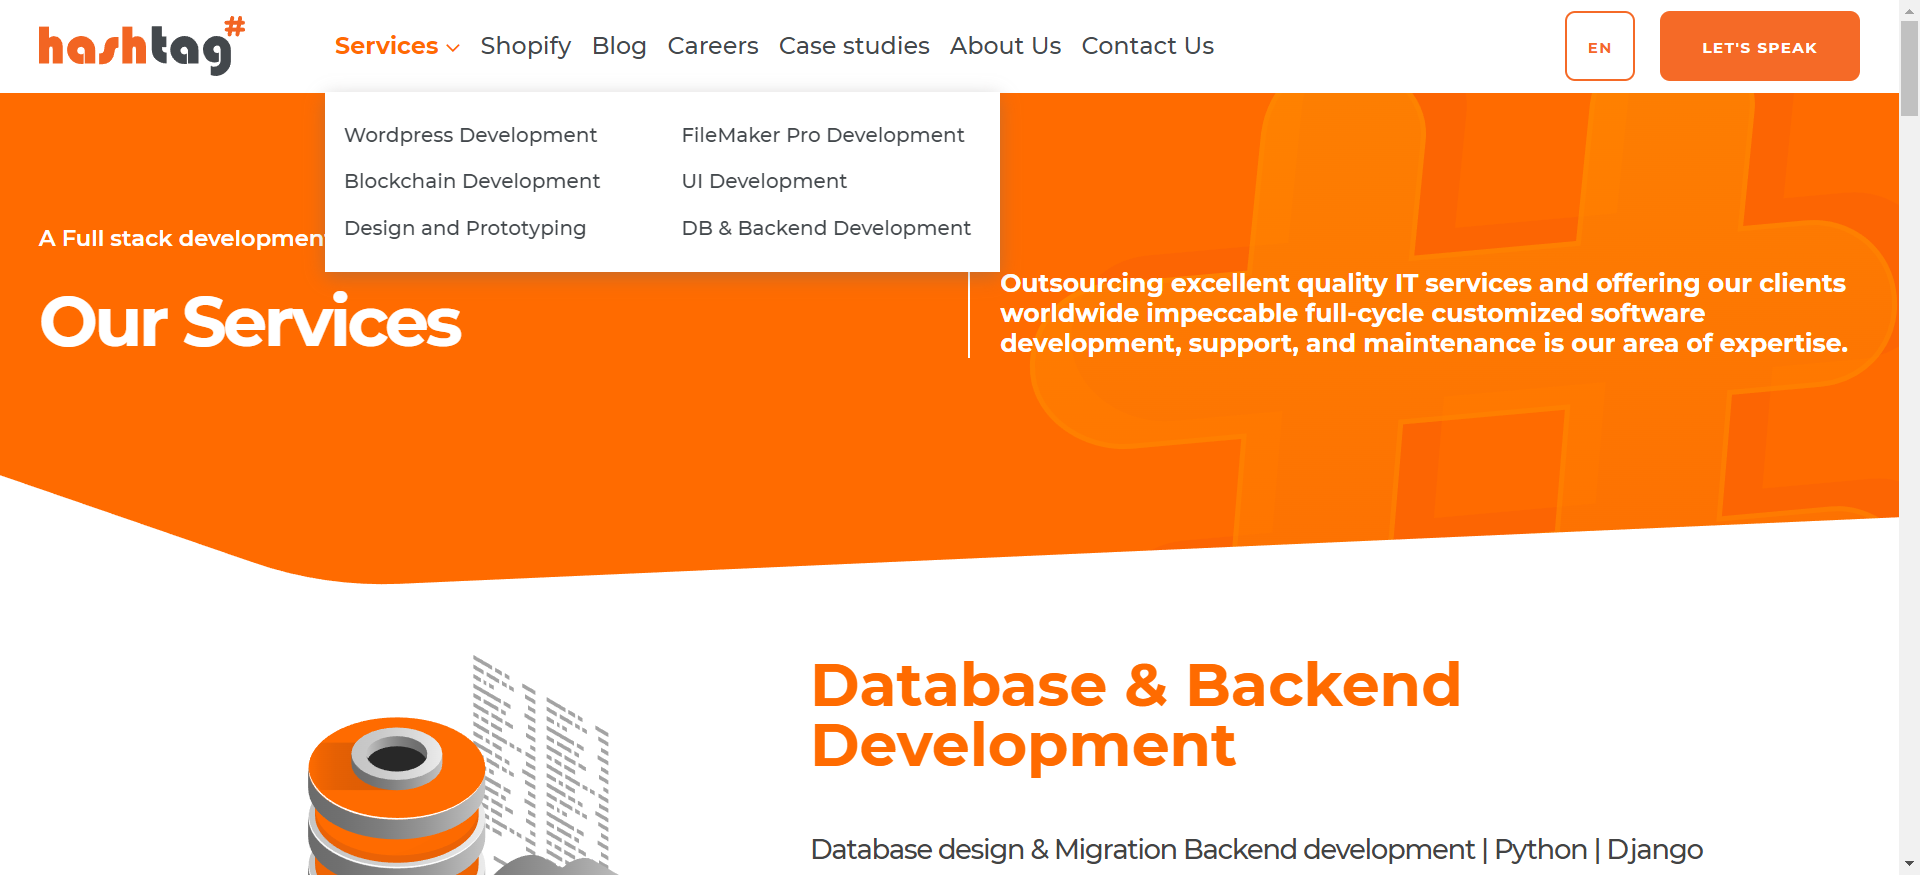 hashtag#
Services Shopify Blog Careers Case studies About Us Contact Us
EN
LET'S SPEAK
Wordpress Development
FileMaker Pro Development
Blockchain Development
UI Development
Design and Prototyping
DB & Backend Development
A Full stack development
Our Services
Outsourcing excellent quality IT services and offering our clients
worldwide impeccable full-cycle customized software
development, support, and maintenance is our area of expertise.
Database & Backend
Development
Database design & Migration Backend development | Python | Django